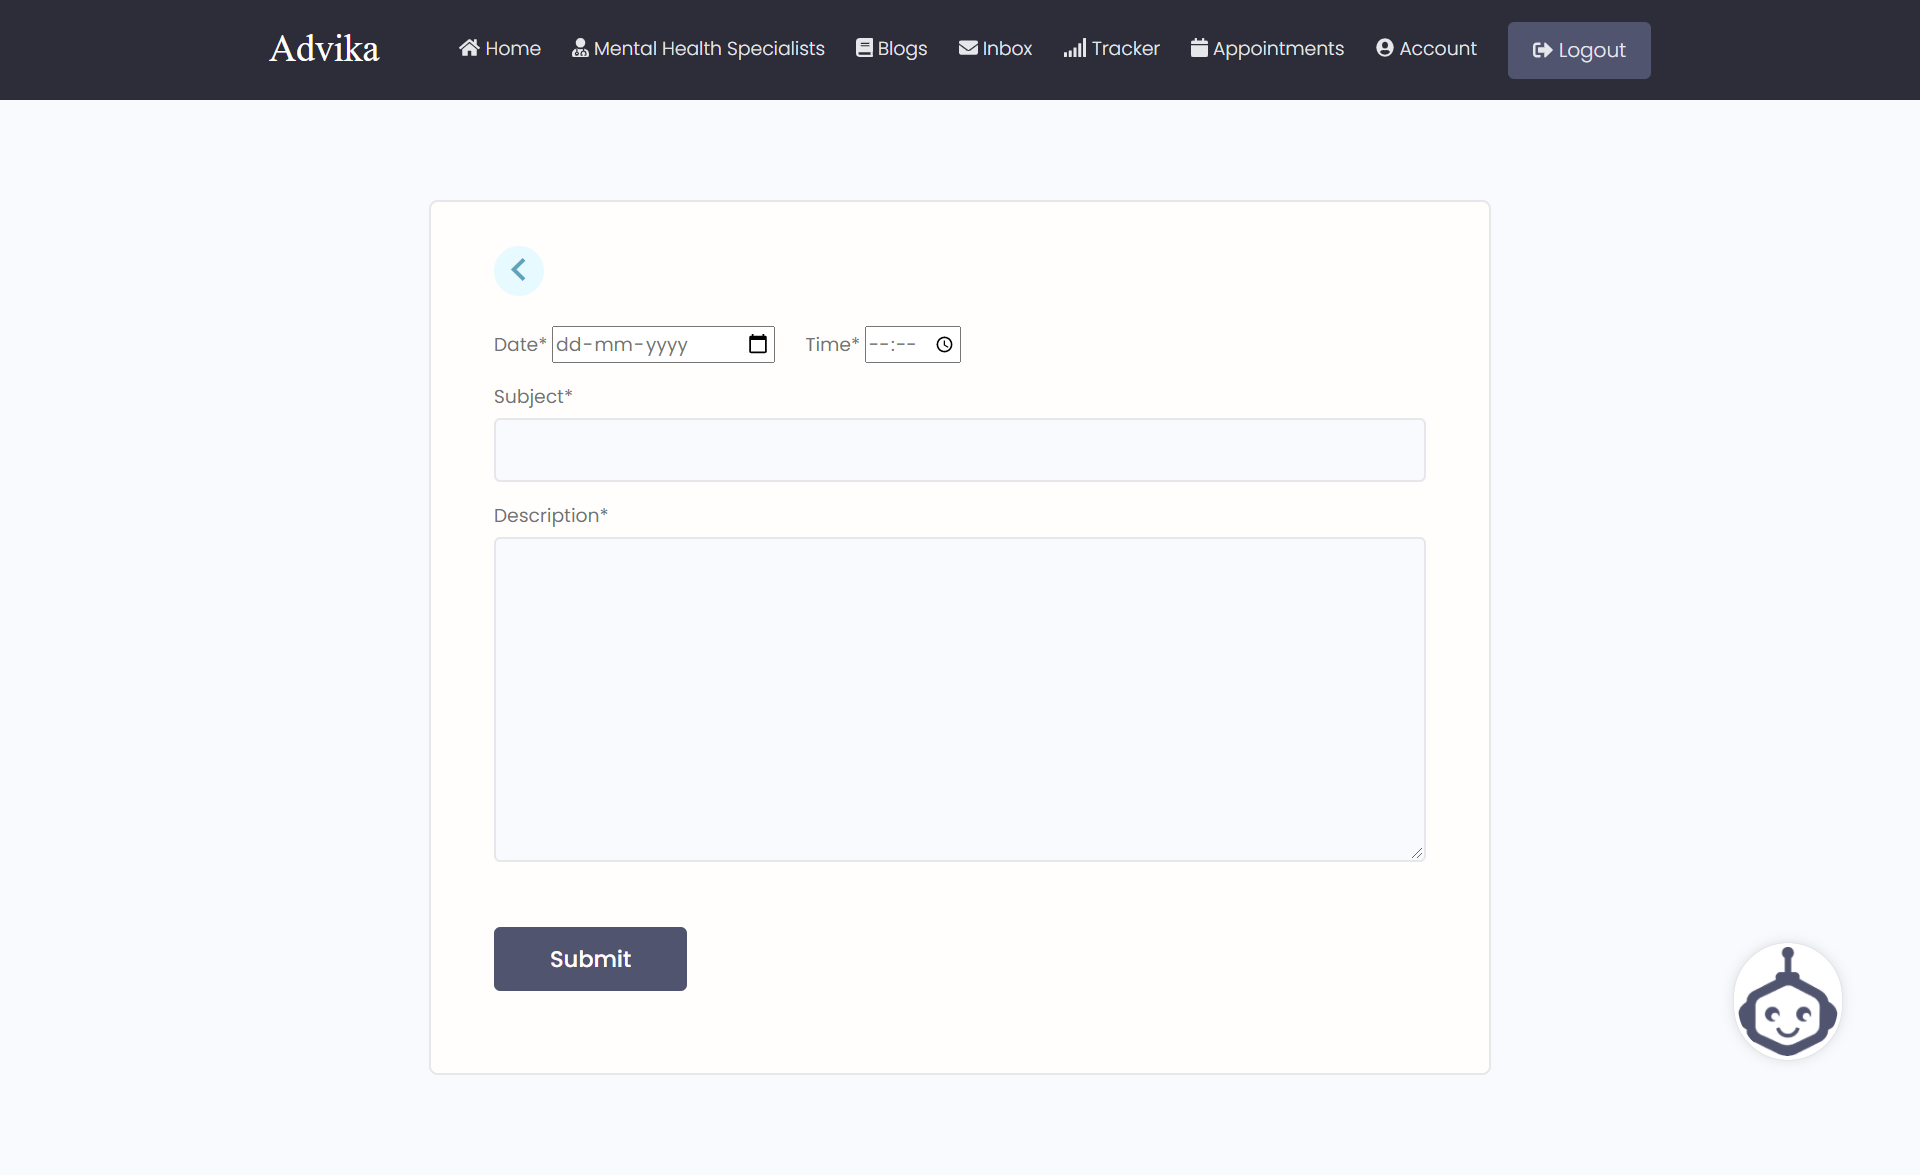 Advika Home Mental Health Specialists Blogs Inbox Tracker Appointments Account Logout
Date* dd-mm-yyyy Time* --:--
Subject*
Description*
Submit